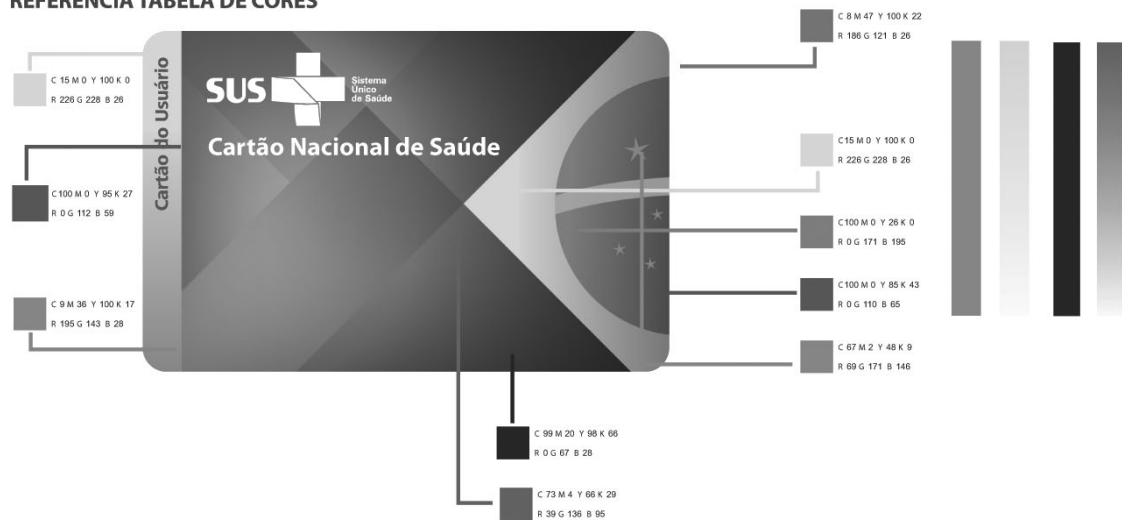 REFERÊNCIA TABELA DE CORES
C 15 M 0 Y 100 K 0
R 226 G 228 B 26
C 100 M 0 Y 95 K 27
R 0 G 112 B 59
C 9 M 36 Y 100 K 17
R 195 G 143 B 28
Cartão do Usuário
SUS
Sistema
Único
de Saúde
Cartão Nacional de Saúde
C 8 M 47 Y 100 K 22
R 186 G 121 B 26
C 15 M 0 Y 100 K 0
R 226 G 228 B 26
C 100 M 0 Y 26 K 0
R 0 G 171 B 195
C 100 M 0 Y 85 K 43
R 0 G 110 B 65
C 67 M 2 Y 48 K 9
R 69 G 171 B 146
C 99 M 20 Y 98 K 66
R 0 G 67 B 28
C 73 M 4 Y 66 K 29
R 39 G 136 B 95